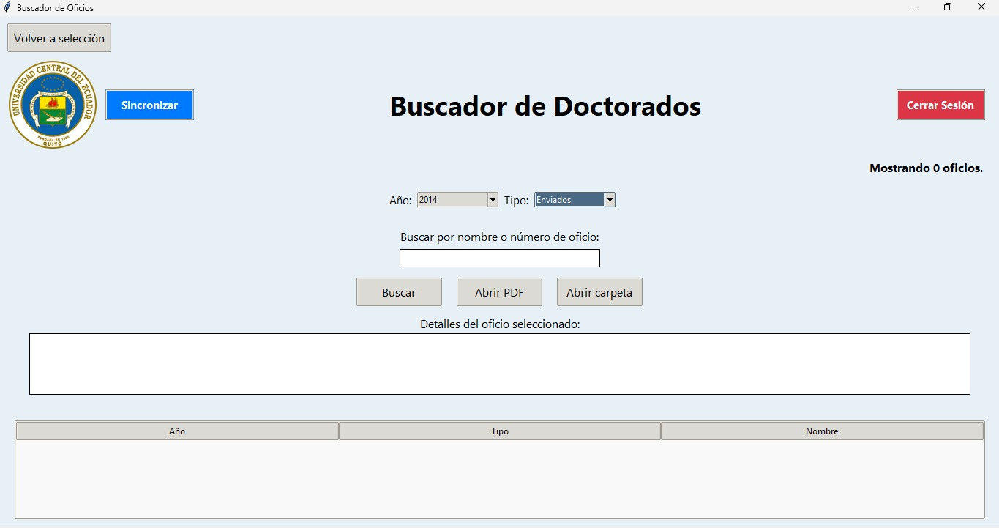 Buscador de Oficios
Volver a selección
UNIVERSIDAD CENTRAL DEL ECUADOR
FUNDADA EN 1620
QUITO
Sincronizar
Buscador de Doctorados
Cerrar Sesión
Mostrando 0 oficios.
Año: 2014 Tipo: Enviados
Buscar por nombre o número de oficio:
Buscar Abrir PDF Abrir carpeta
Detalles del oficio seleccionado:
Año Tipo Nombre